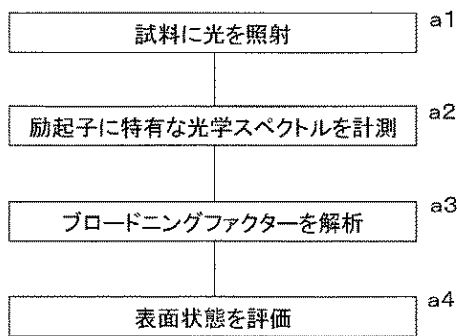 試料に光を照射
a1
励起子に特有な光学スペクトルを計測
a2
ブロードニングファクターを解析
a3
表面状態を評価
a4